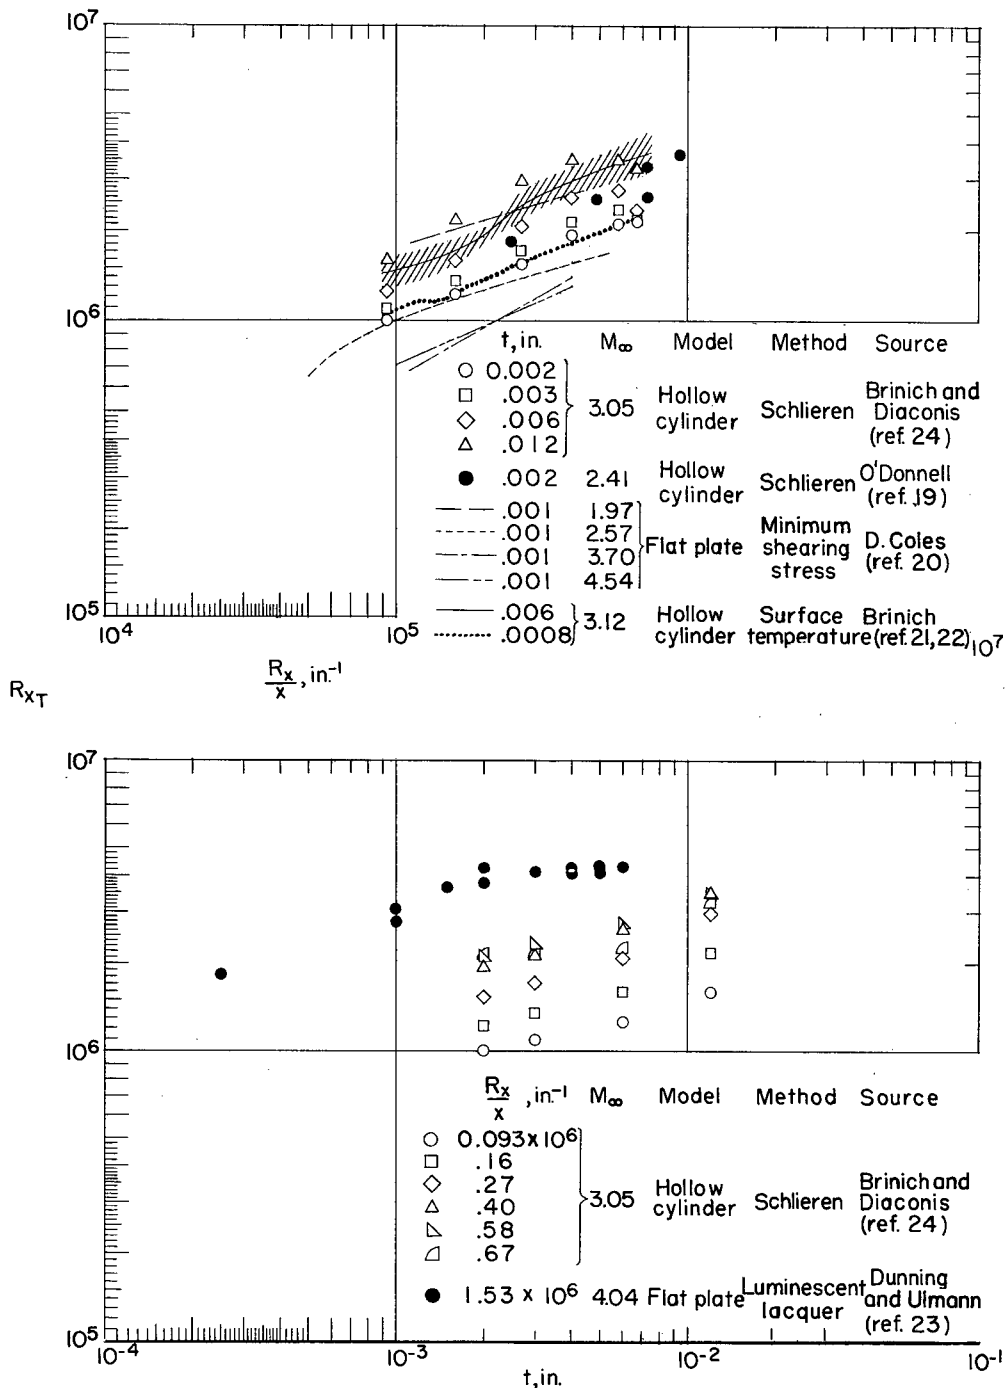 10⁷
10⁶
10⁵
10⁴ 10⁵ 10⁷
R_x/x, in.⁻¹
t, in. M∞ Model Method Source
0.002
.003
.006
.012
3.05 Hollow cylinder Schlieren Brinich and Diaconis (ref. 24)
.002 2.41 Hollow cylinder Schlieren O'Donnell (ref. 19)
.001 1.97
.001 2.57
.001 3.70
.001 4.54
Flat plate Minimum shearing stress D. Coles (ref. 20)
.006
.0008
3.12 Hollow cylinder Surface temperature Brinich (ref. 21, 22)
R_xT
10⁷
10⁶
10⁵
10⁻⁴ 10⁻³ 10⁻² 10⁻¹
t, in.
R_x/x, in.⁻¹ M∞ Model Method Source
0.093 × 10⁶
.16
.27
.40
.58
.67
3.05 Hollow cylinder Schlieren Brinich and Diaconis (ref. 24)
1.53 × 10⁶ 4.04 Flat plate Luminescent lacquer Dunning and Ulmann (ref. 23)